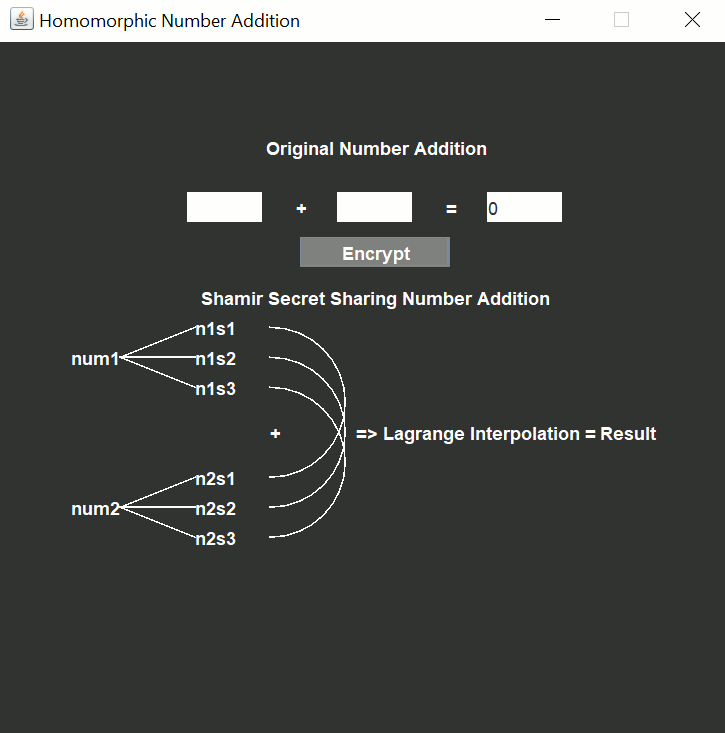 Homomorphic Number Addition
Original Number Addition
+ = 0
Encrypt
Shamir Secret Sharing Number Addition
n1s1
num1 n1s2
n1s3
+ => Lagrange Interpolation = Result
n2s1
num2 n2s2
n2s3